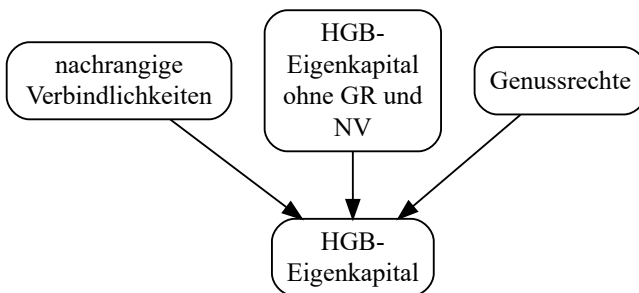 nachrangige
Verbindlichkeiten
HGB-
Eigenkapital
ohne GR und
NV
Genussrechte
HGB-
Eigenkapital